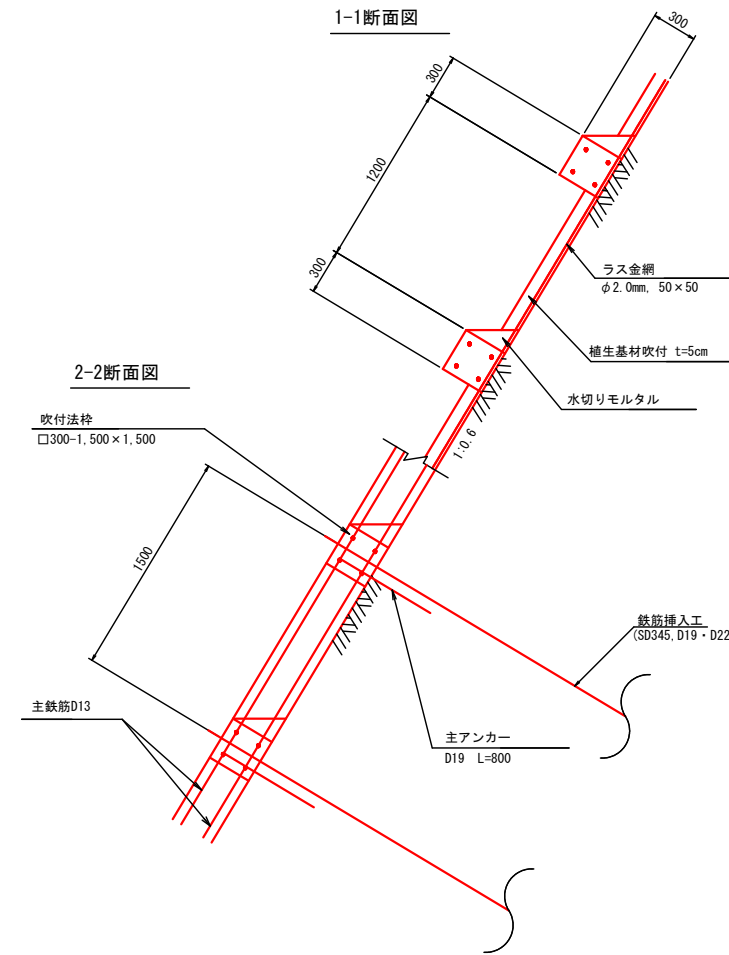 1-1断面図
300
300
1200
300
ラス金網
φ2.0mm, 50×50
植生基材吹付 t=5cm
水切りモルタル
1:0.6
2-2断面図
吹付法枠
□300-1,500×1,500
1500
鉄筋挿入工
(SD345,D19・D22
主鉄筋D13
主アンカー
D19 L=800